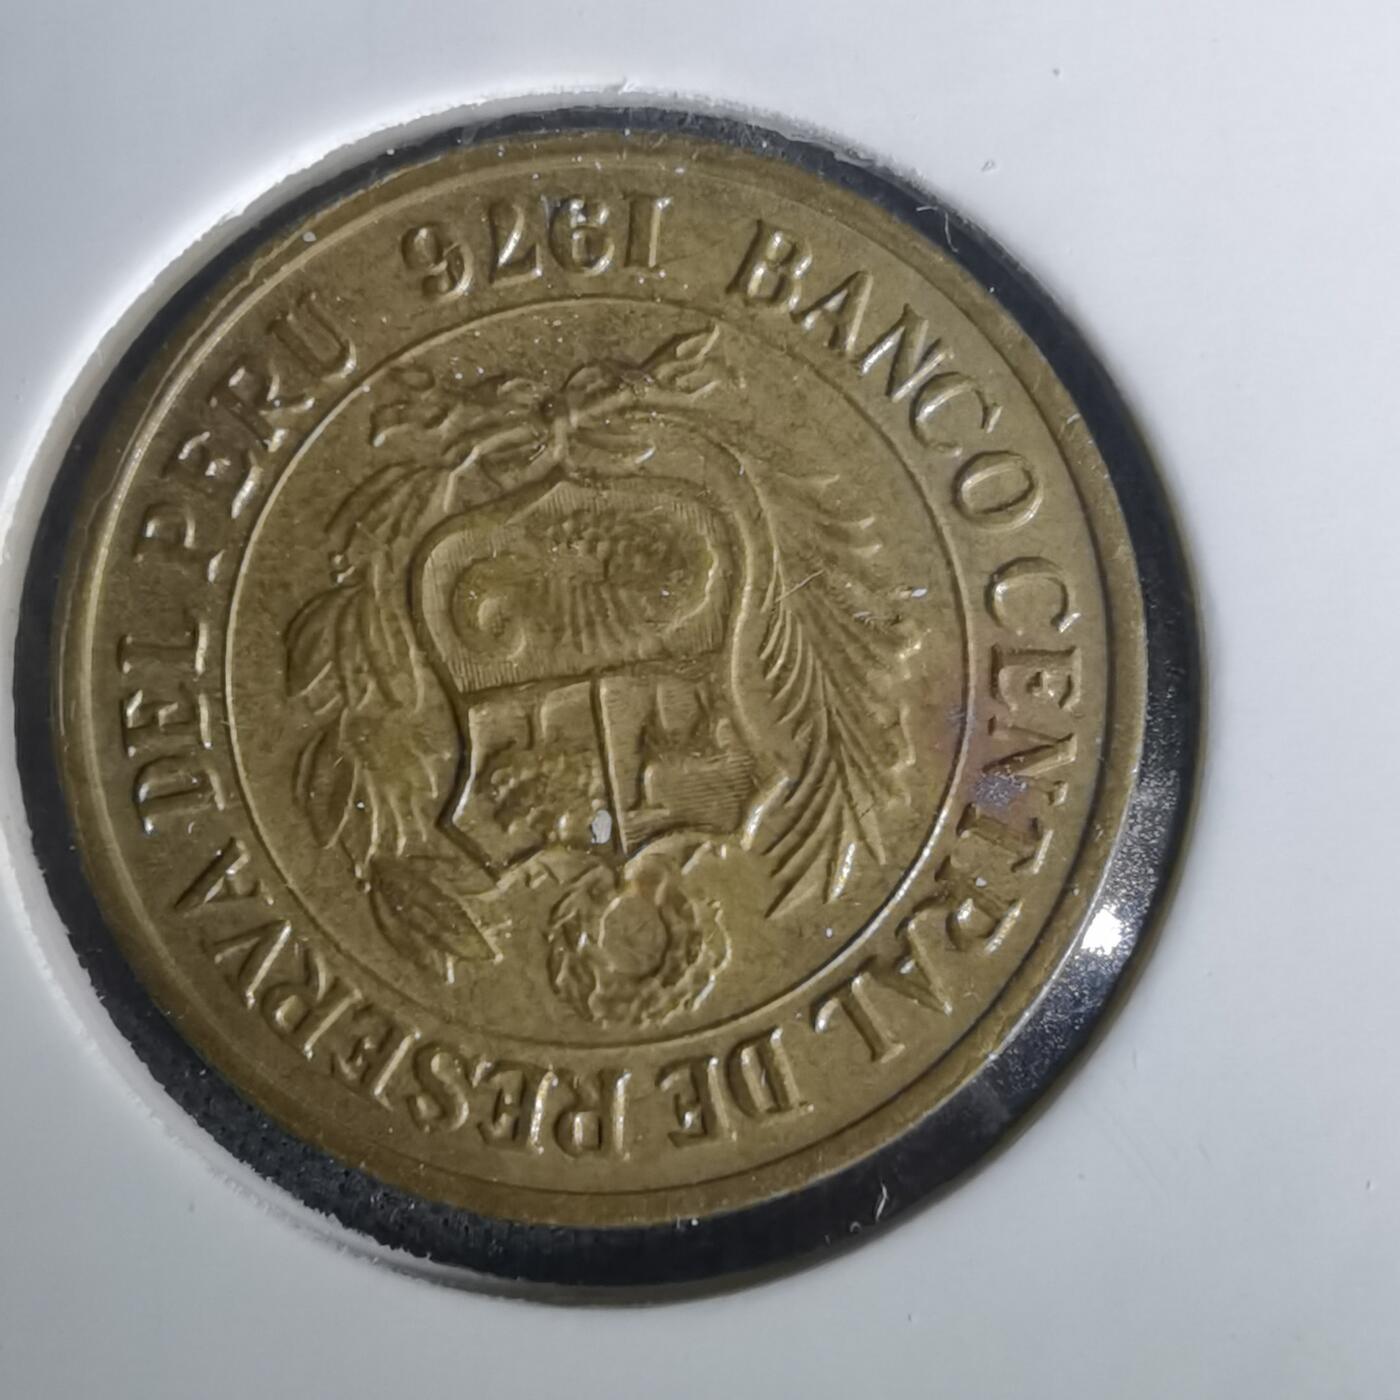 BANCO CENTRAL DE RESERVA DEL PERU
1976